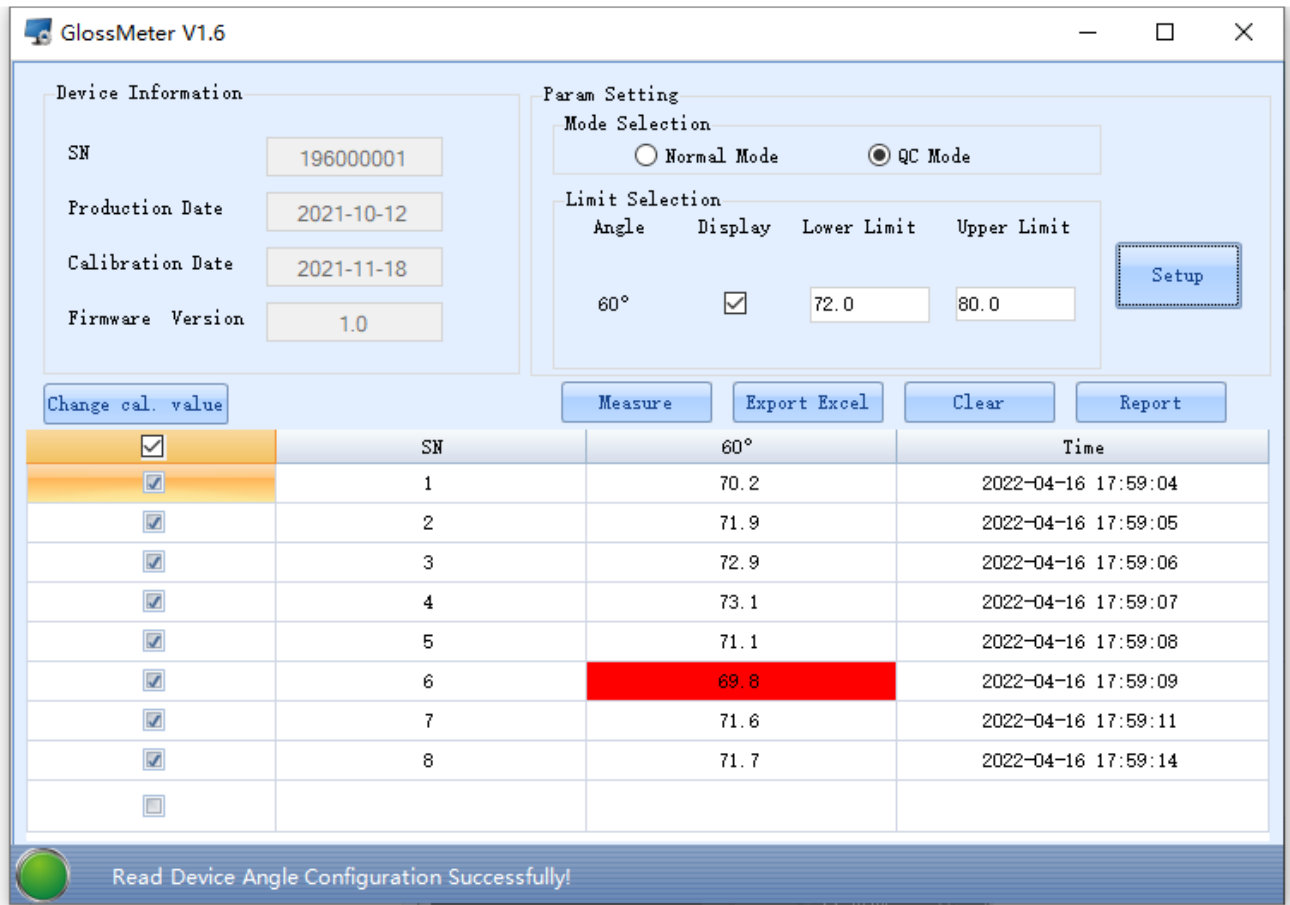 GlossMeter V1.6
Device Information
SN 196000001
Production Date 2021-10-12
Calibration Date 2021-11-18
Firmware Version 1.0
Param Setting
Mode Selection
Normal Mode QC Mode
Limit Selection
Angle Display Lower Limit Upper Limit
60° 72.0 80.0
Setup
Change cal. value Measure Export Excel Clear Report
SN 60° Time
1 70.2 2022-04-16 17:59:04
2 71.9 2022-04-16 17:59:05
3 72.9 2022-04-16 17:59:06
4 73.1 2022-04-16 17:59:07
5 71.1 2022-04-16 17:59:08
6 69.8 2022-04-16 17:59:09
7 71.6 2022-04-16 17:59:11
8 71.7 2022-04-16 17:59:14
Read Device Angle Configuration Successfully!